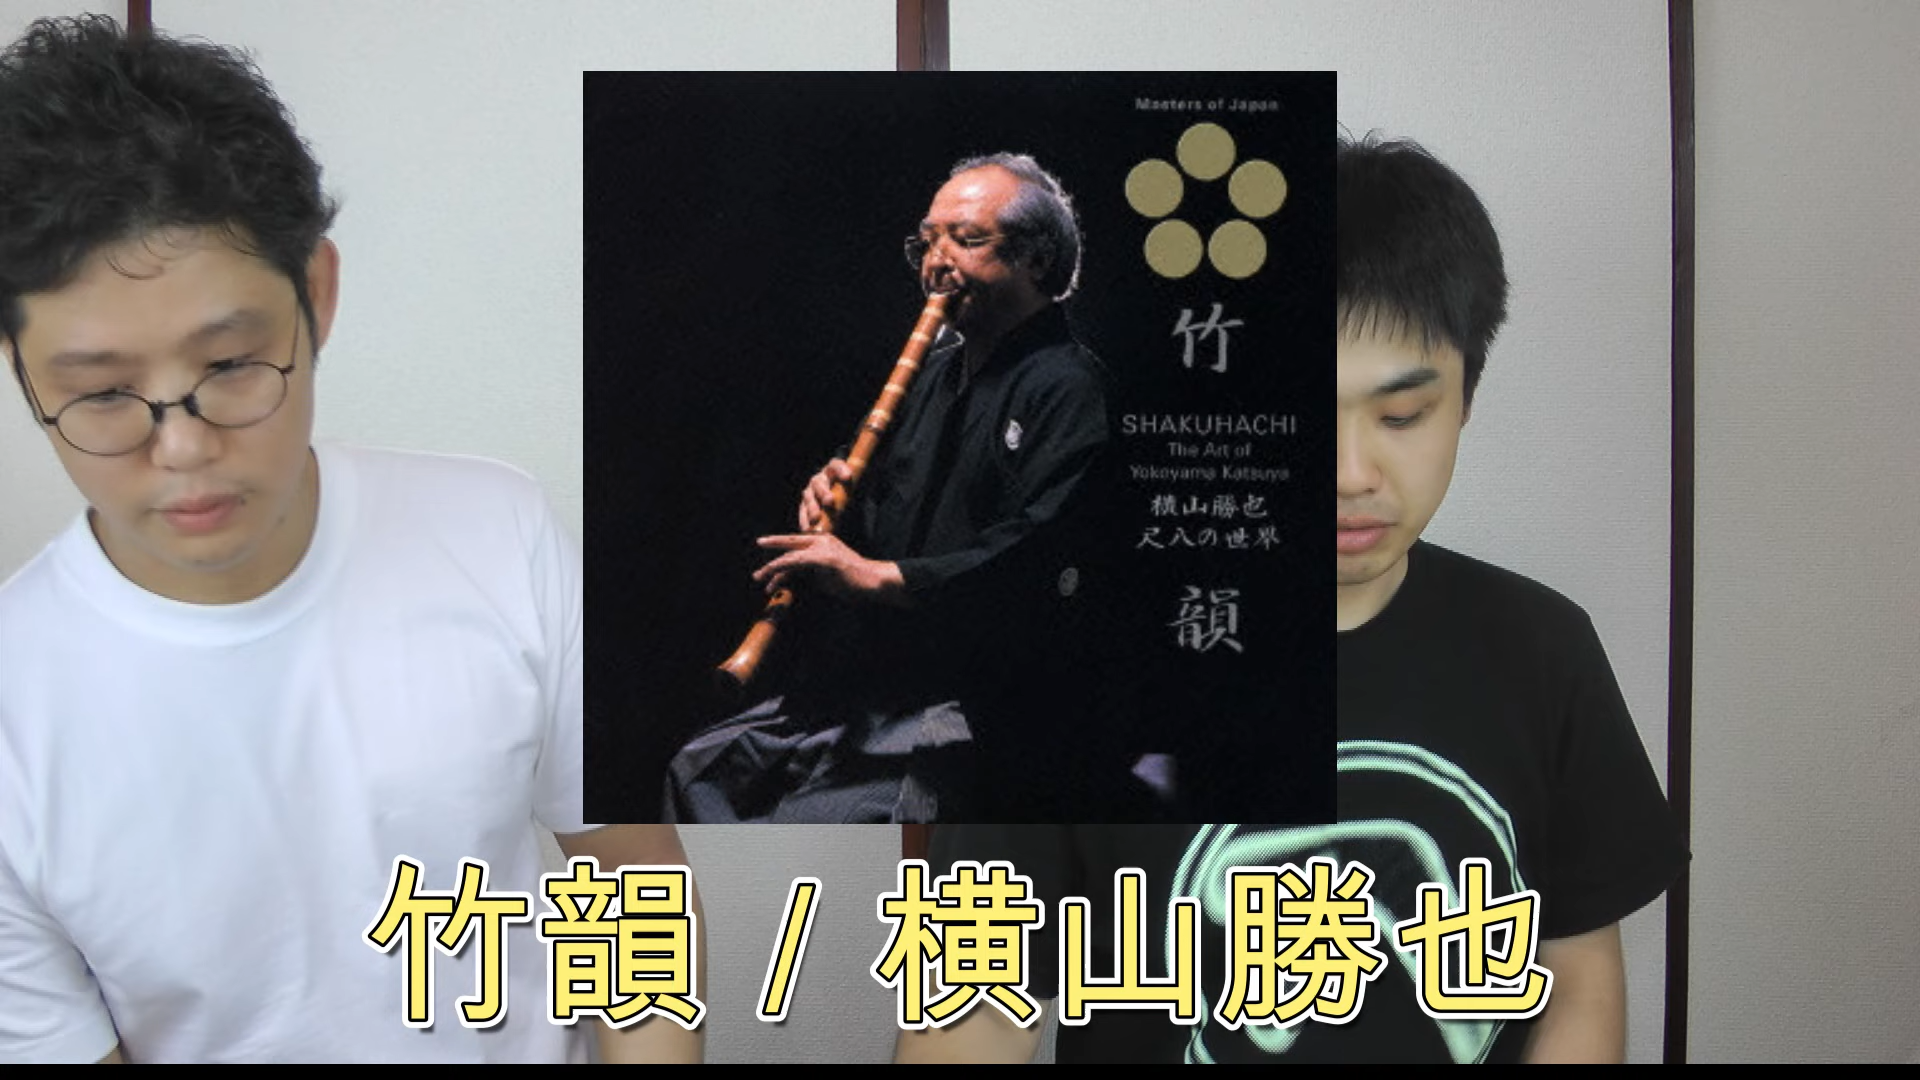 Masters of Japan
竹
SHAKUHACHI
The Art of
Yokoyama Katsuya
横山勝也
尺八の世界
韻
竹韻 / 横山勝也